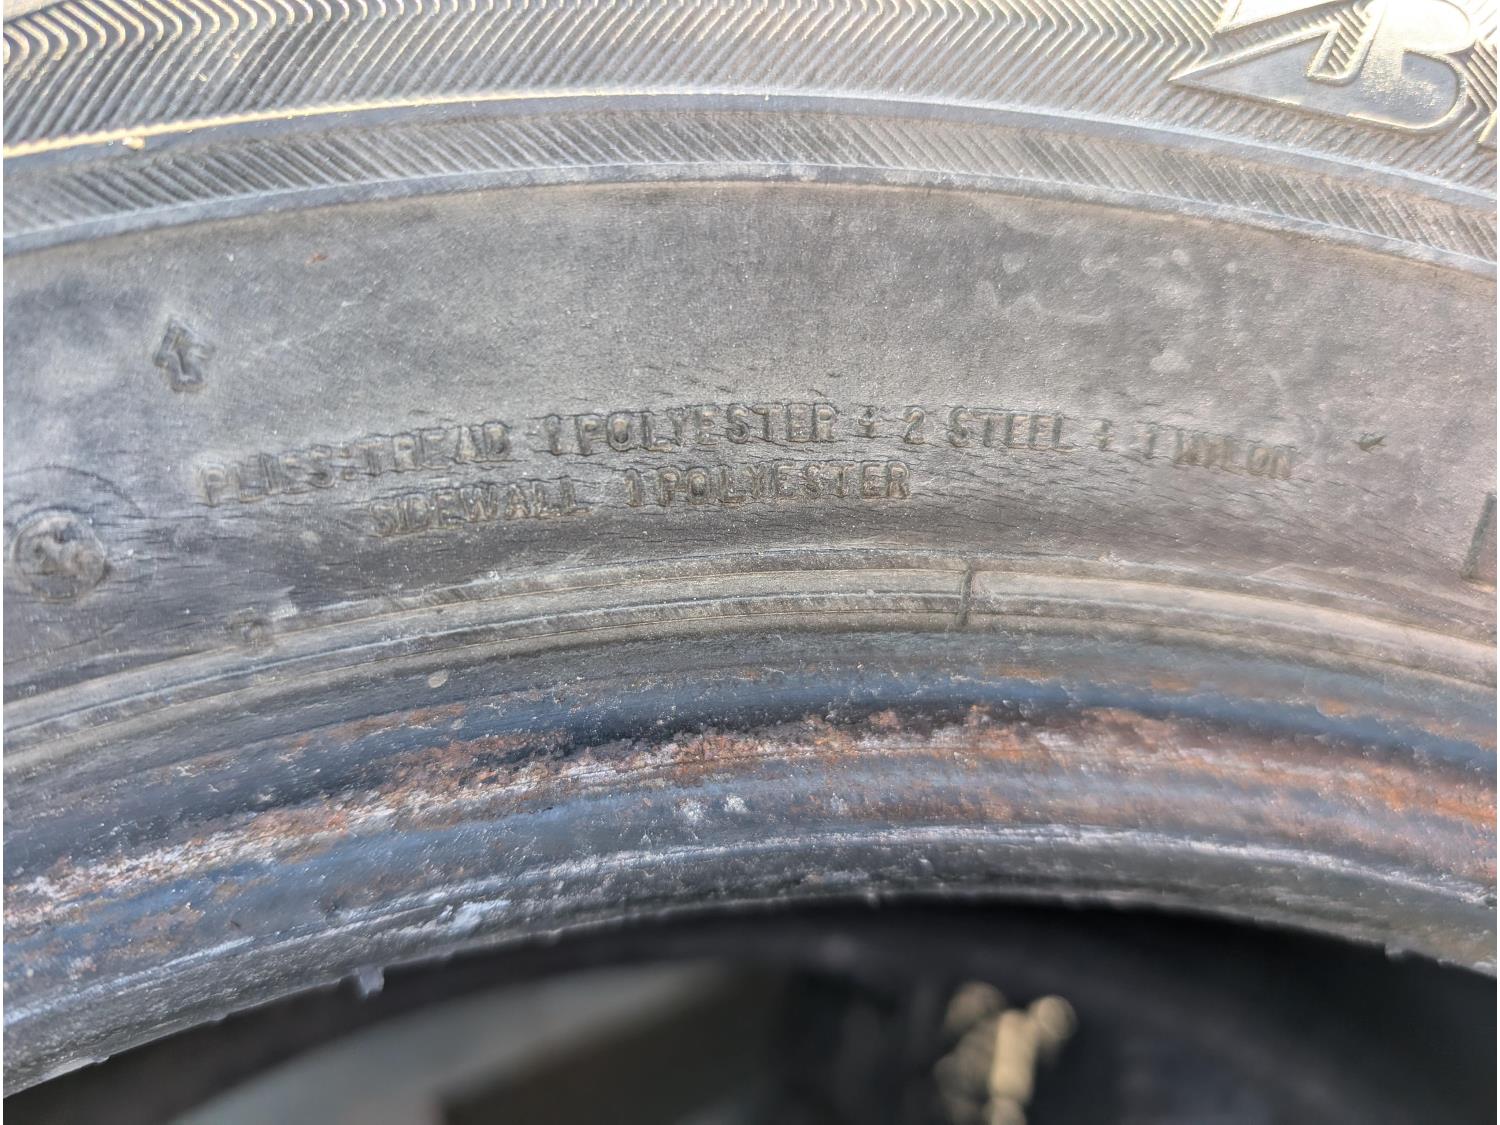 B
PLIES:TREAD 1 POLYESTER + 2 STEEL + 1 NYLON
SIDEWALL 1 POLYESTER